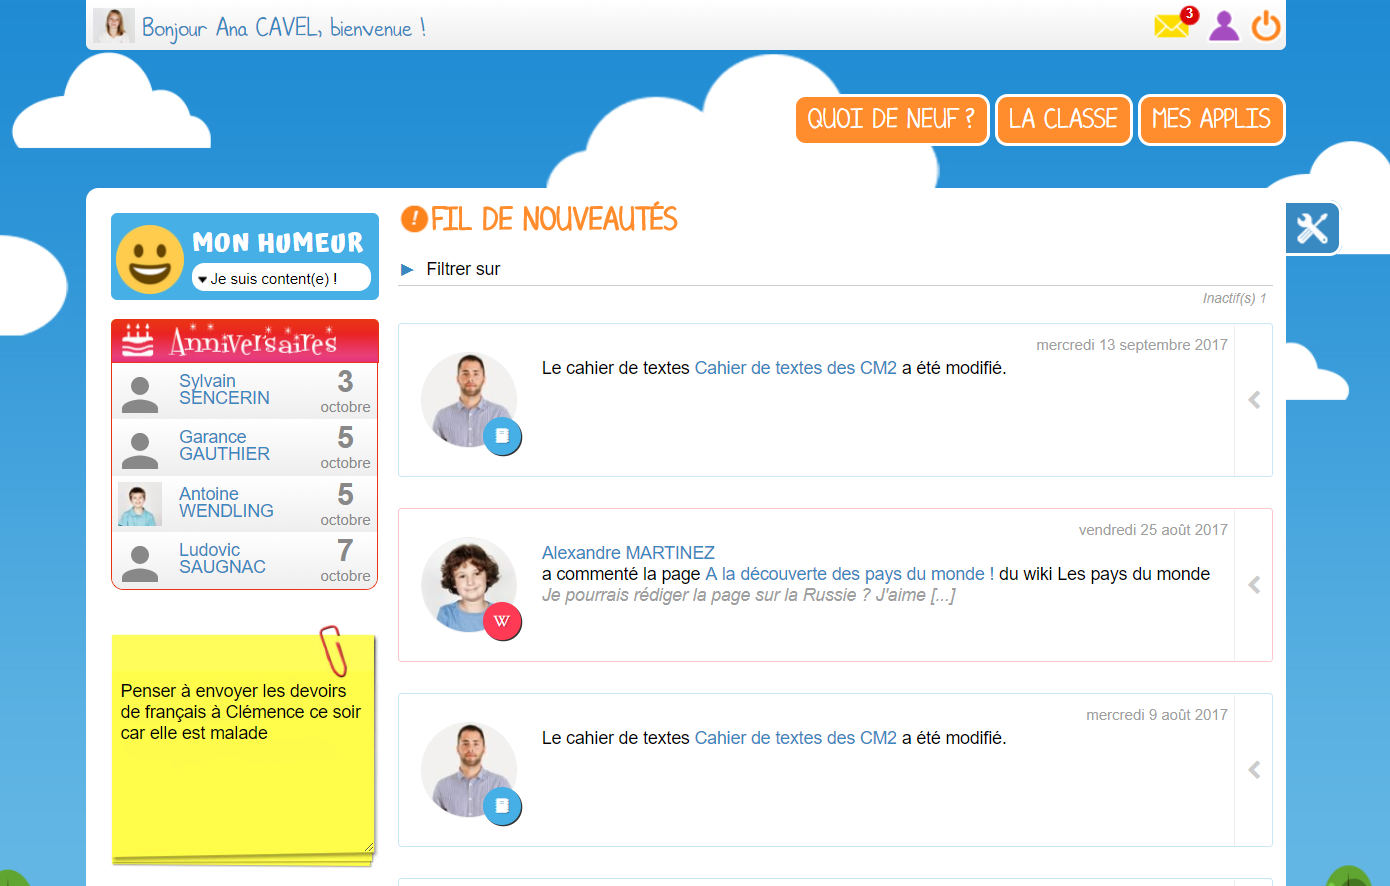 Bonjour Ana CAVEL, bienvenue !
3
QUOI DE NEUF ?
LA CLASSE
MES APPLIS
MON HUMEUR
Je suis content(e) !
Anniversaires
Sylvain
SENCERIN
3
octobre
Garance
GAUTHIER
5
octobre
Antoine
WENDLING
5
octobre
Ludovic
SAUGNAC
7
octobre
Penser à envoyer les devoirs
de français à Clémence ce soir
car elle est malade
! FIL DE NOUVEAUTÉS
Filtrer sur
Inactif(s) 1
mercredi 13 septembre 2017
Le cahier de textes Cahier de textes des CM2 a été modifié.
vendredi 25 août 2017
Alexandre MARTINEZ
a commenté la page A la découverte des pays du monde ! du wiki Les pays du monde
Je pourrais rédiger la page sur la Russie ? J'aime [...]
W
mercredi 9 août 2017
Le cahier de textes Cahier de textes des CM2 a été modifié.